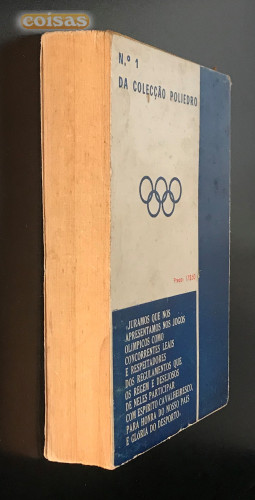 coisas
N.º 1
DA COLECÇÃO POLIEDRO
JURAMOS QUE NOS
APRESENTAMOS NOS JOGOS
OLÍMPICOS COMO
CONCORRENTES LEAIS
E RESPEITADORES
DOS REGULAMENTOS QUE
OS REGEM E DESEJOSOS
DE NELES PARTICIPAR
COM ESPÍRITO CAVALHEIRESCO,
PARA HONRA DO NOSSO PAÍS
E GLÓRIA DO DESPORTO